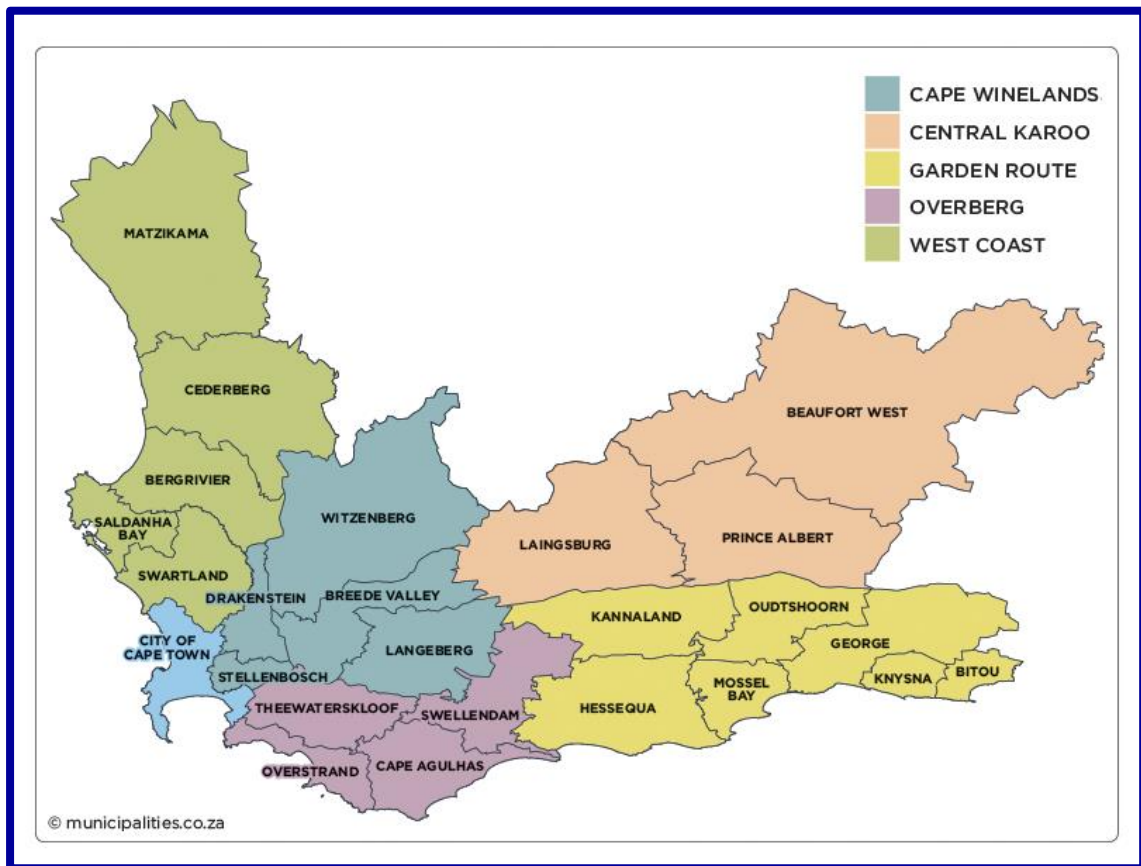 CAPE WINELANDS
CENTRAL KAROO
GARDEN ROUTE
OVERBERG
WEST COAST
MATZIKAMA
CEDERBERG
BEAUFORT WEST
BERGRIVIER
WITZENBERG
SALDANHA
BAY
LAINGSBURG
PRINCE ALBERT
SWARTLAND
DRAKENSTEIN
BREEDE VALLEY
KANNALAND
OUDTSHOORN
CITY OF
CAPE TOWN
LANGEBERG
GEORGE
STELLENBOSCH
MOSSEL
BAY
KNYSNA
BITOU
THEEWATERSKLOOF
SWELLENDAM
HESSEQUA
OVERSTRAND
CAPE AGULHAS
© municipalities.co.za